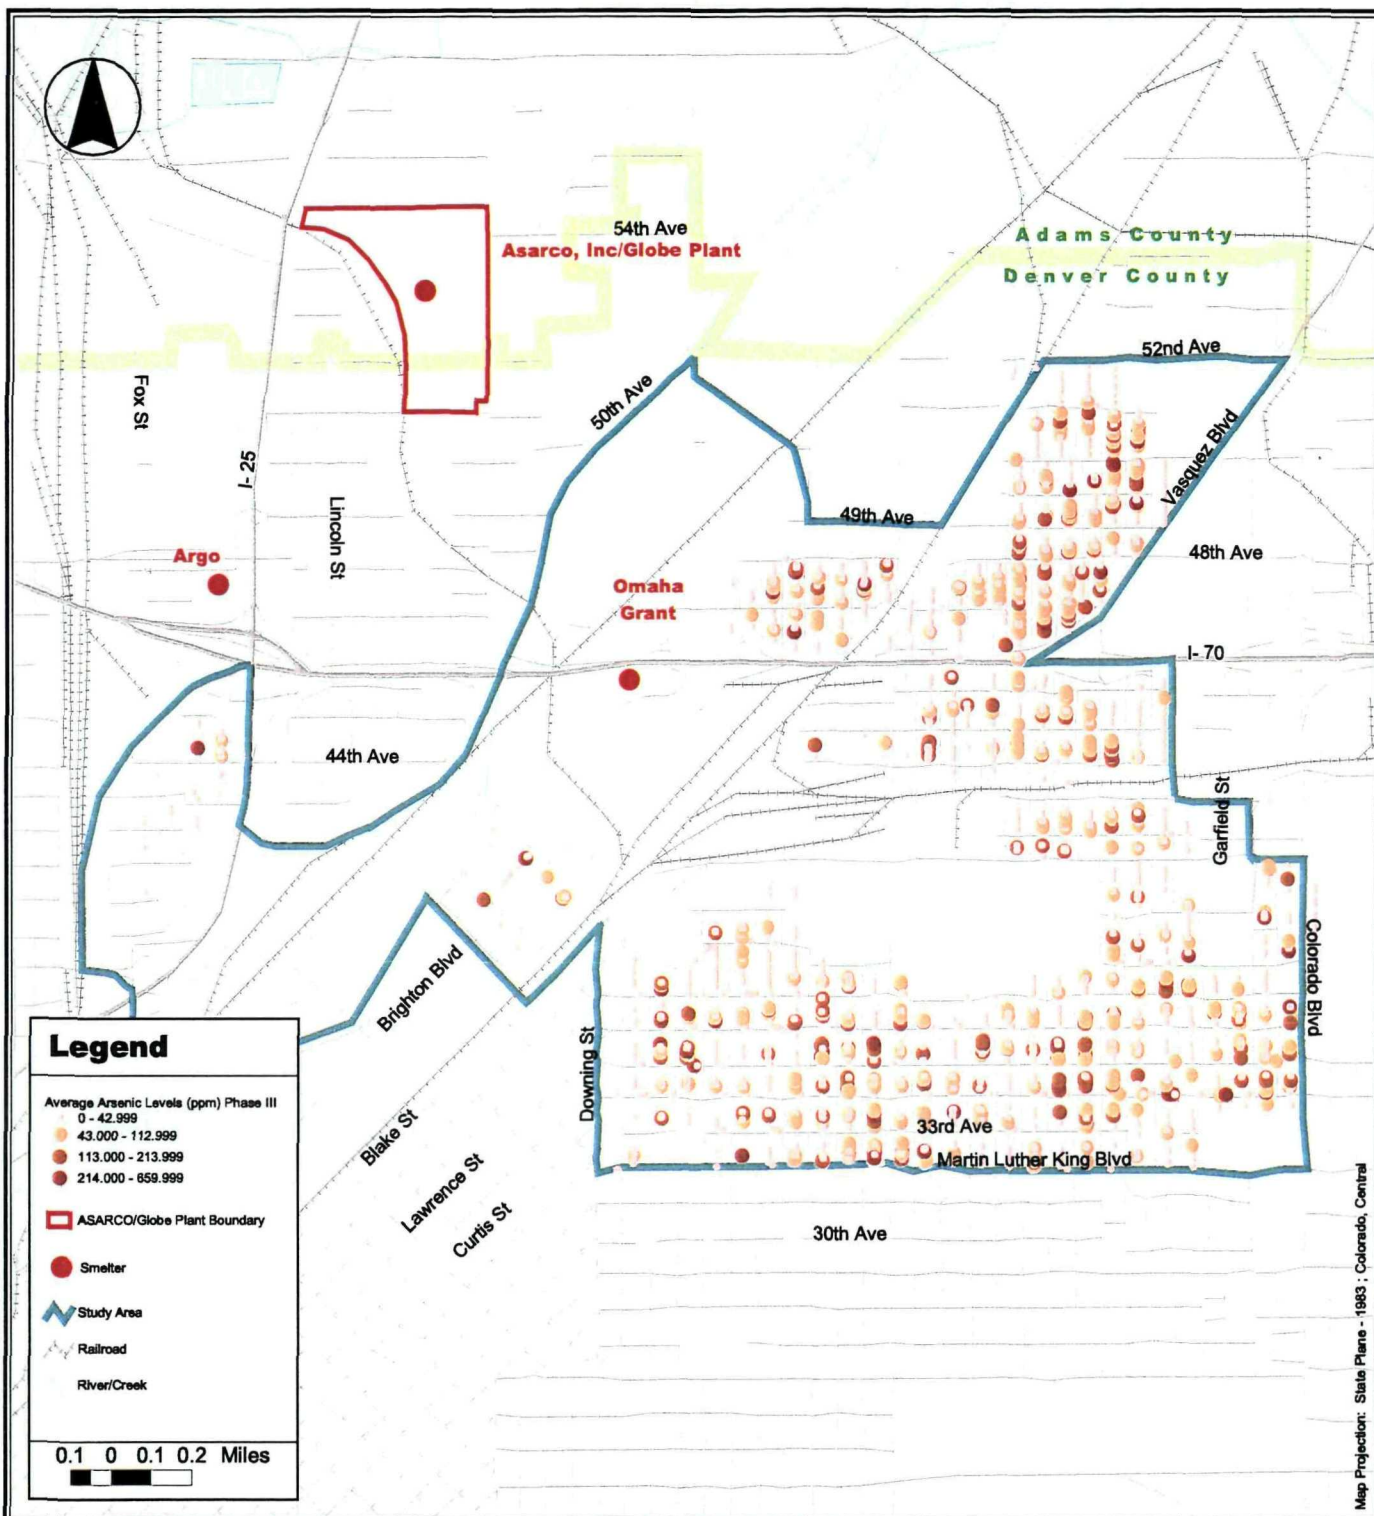 54th Ave
Asarco, Inc/Globe Plant
Adams County
Denver County
52nd Ave
Fox St
50th Ave
Vasquez Blvd
I-25
49th Ave
Lincoln St
48th Ave
Argo
Omaha
Grant
I-70
44th Ave
Garfield St
Colorado Blvd
Brighton Blvd
Downing St
Blake St
33rd Ave
Martin Luther King Blvd
Lawrence St
Curtis St
30th Ave
Legend
Average Arsenic Levels (ppm) Phase III
0 - 42.999
43.000 - 112.999
113.000 - 213.999
214.000 - 659.999
ASARCO/Globe Plant Boundary
Smelter
Study Area
Railroad
River/Creek
0.1 0 0.1 0.2 Miles
Map Projection: State Plane - 1983 ; Colorado, Central